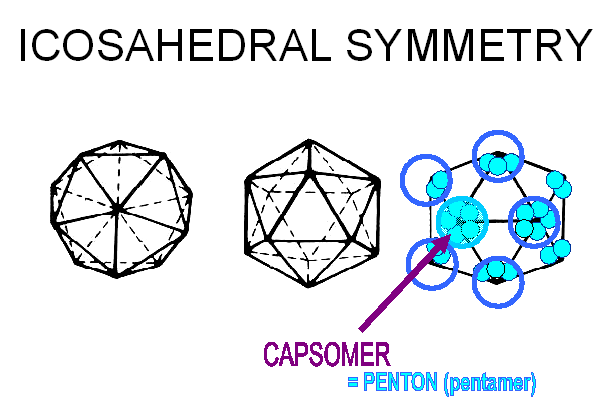 ICOSAHEDRAL SYMMETRY
CAPSOMER
= PENTON (pentamer)